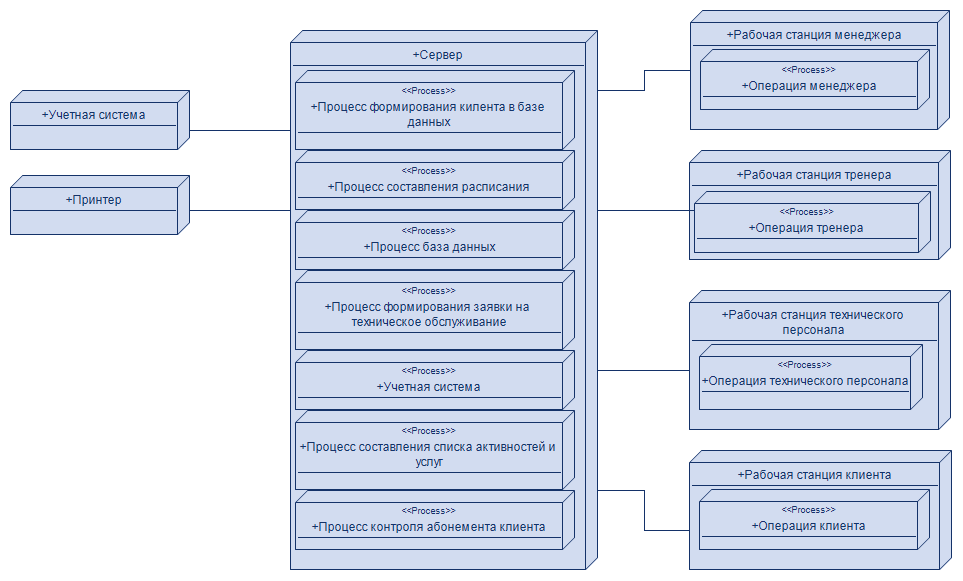 +Учетная система
+Принтер
+Сервер
<<Process>>
+Процесс формирования килента в базе
данных
<<Process>>
+Процесс составления расписания
<<Process>>
+Процесс база данных
<<Process>>
+Процесс формирования заявки на
техническое обслуживание
<<Process>>
+Учетная система
<<Process>>
+Процесс составления списка активностей и
услуг
<<Process>>
+Процесс контроля абонемента клиента
+Рабочая станция менеджера
<<Process>>
+Операция менеджера
+Рабочая станция тренера
<<Process>>
+Операция тренера
+Рабочая станция технического
персонала
<<Process>>
+Операция технического персонала
+Рабочая станция клиента
<<Process>>
+Операция клиента